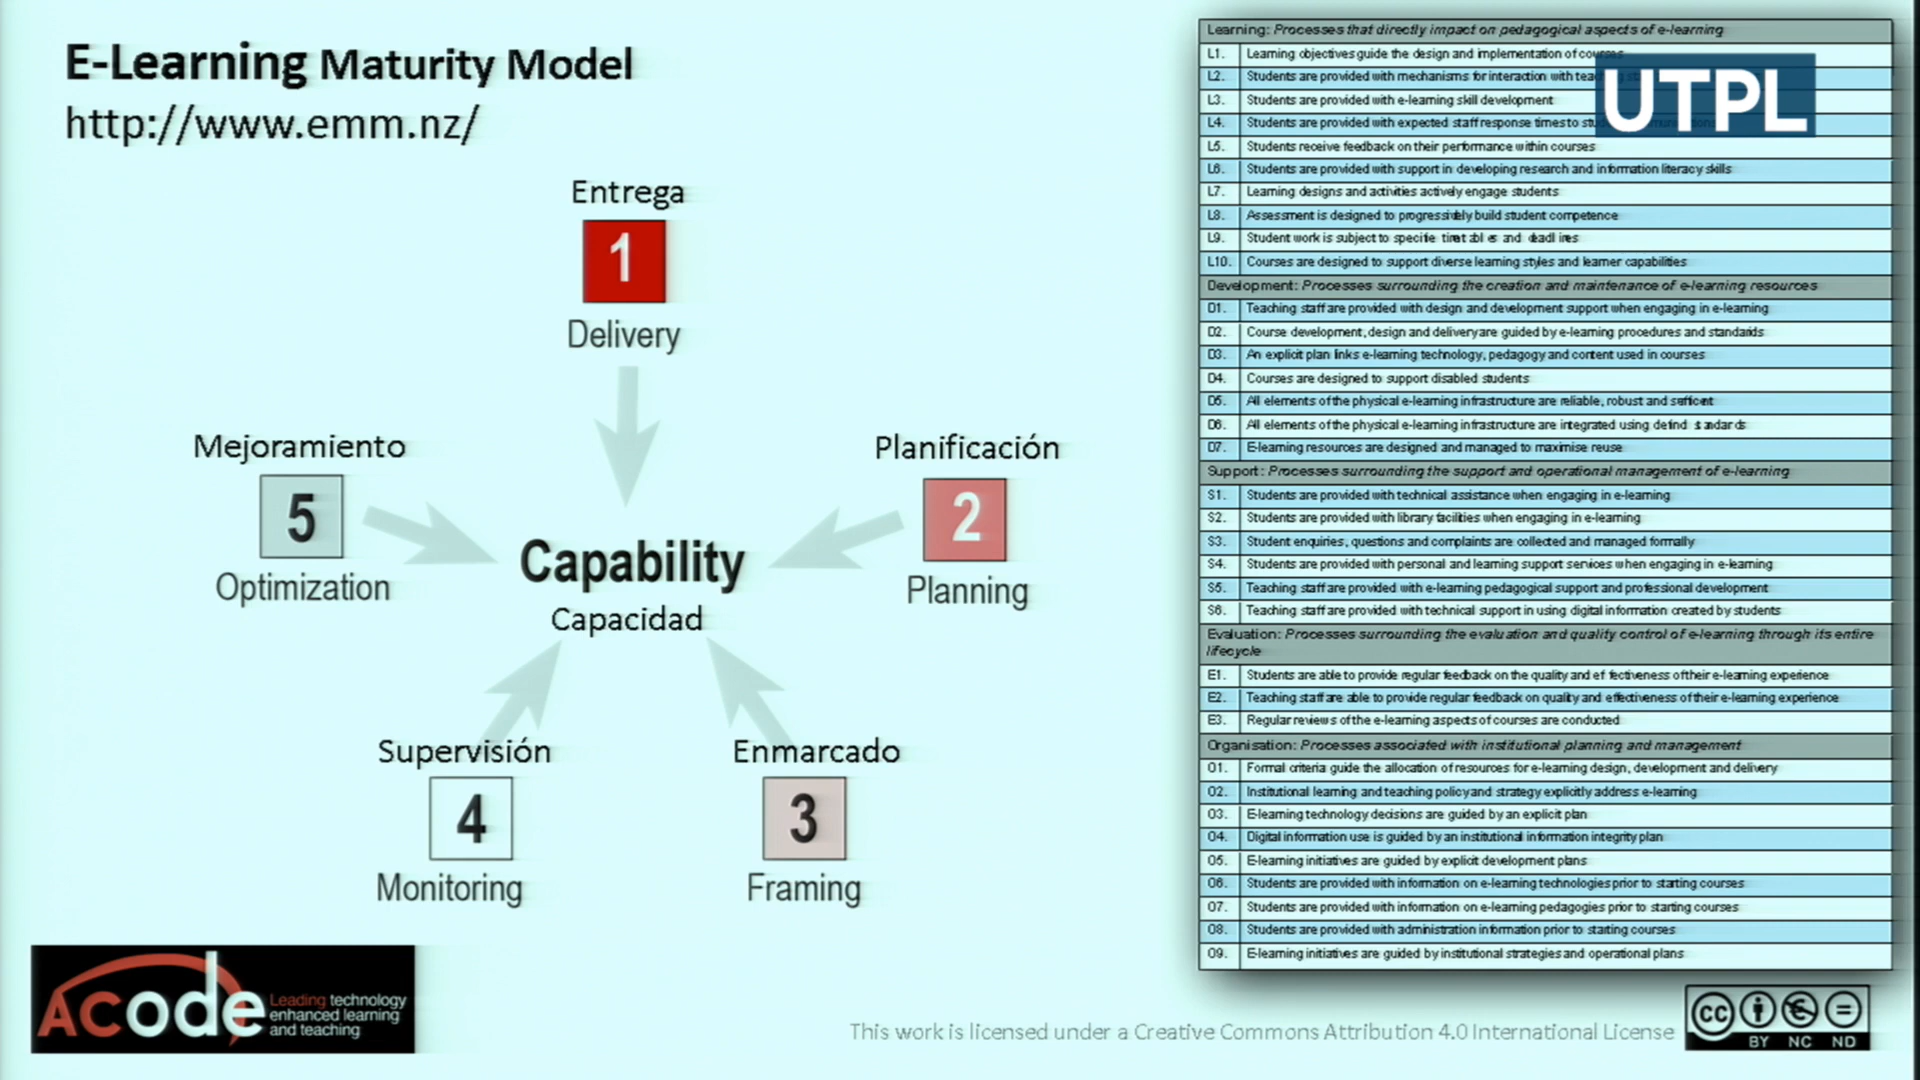 E-Learning Maturity Model
http://www.emm.nz/
Entrega
1
Delivery
Mejoramiento
5
Optimization
Planificación
2
Planning
Capability
Capacidad
Supervisión
4
Monitoring
Enmarcado
3
Framing
Acode
Leading technology
enhanced learning
and teaching
Learning: Processes that directly impact on pedagogical aspects of e-learning
L1. Learning objectives guide the design and implementation of courses
L2. Students are provided with mechanisms for interaction with
L3. Students are provided with e-learning skill development
L4. Students are provided with expected staff response times to
L5. Students receive feedback on their performance within courses
L6. Students are provided with support in developing research and information literacy skills
L7. Learning designs and activities actively engage students
L8. Assessment is designed to progressively build student competence
L9. Student work is subject to specific timetables and deadlines
L10. Courses are designed to support diverse learning styles and learner capabilities
Development: Processes surrounding the creation and maintenance of e-learning resources
D1. Teaching staff are provided with design and development support when engaging in e-learning
D2. Course development, design and delivery are guided by e-learning procedures and standards
D3. An explicit plan links e-learning technology, pedagogy and content used in courses
D4. Courses are designed to support disabled students
D5. All elements of the physical e-learning infrastructure are reliable, robust and sufficient
D6. All elements of the physical e-learning infrastructure are integrated using defind standards
D7. E-learning resources are designed and managed to maximise reuse
Support: Processes surrounding the support and operational management of e-learning
S1. Students are provided with technical assistance when engaging in e-learning
S2. Students are provided with library facilities when engaging in e-learning
S3. Student enquiries, questions and complaints are collected and managed formally
S4. Students are provided with personal and learning support services when engaging in e-learning
S5. Teaching staff are provided with e-learning pedagogical support and professional development
S6. Teaching staff are provided with technical support in using digital information created by students
Evaluation: Processes surrounding the evaluation and quality control of e-learning through its entire
lifecycle
E1. Students are able to provide regular feedback on the quality and effectiveness of their e-learning experience
E2. Teaching staff are able to provide regular feedback on quality and effectiveness of their e-learning experience
E3. Regular reviews of the e-learning aspects of courses are conducted
Organisation: Processes associated with institutional planning and management
O1. Formal criteria guide the allocation of resources for e-learning design, development and delivery
O2. Institutional learning and teaching policy and strategy explicitly address e-learning
O3. E-learning technology decisions are guided by an explicit plan
O4. Digital information use is guided by an institutional information integrity plan
O5. E-learning initiatives are guided by explicit development plans
O6. Students are provided with information on e-learning technologies prior to starting courses
O7. Students are provided with information on e-learning pedagogies prior to starting courses
O8. Students are provided with administration information prior to starting courses
O9. E-learning initiatives are guided by institutional strategies and operational plans
UTPL
This work is licensed under a Creative Commons Attribution 4.0 International License
CC
BY NC ND